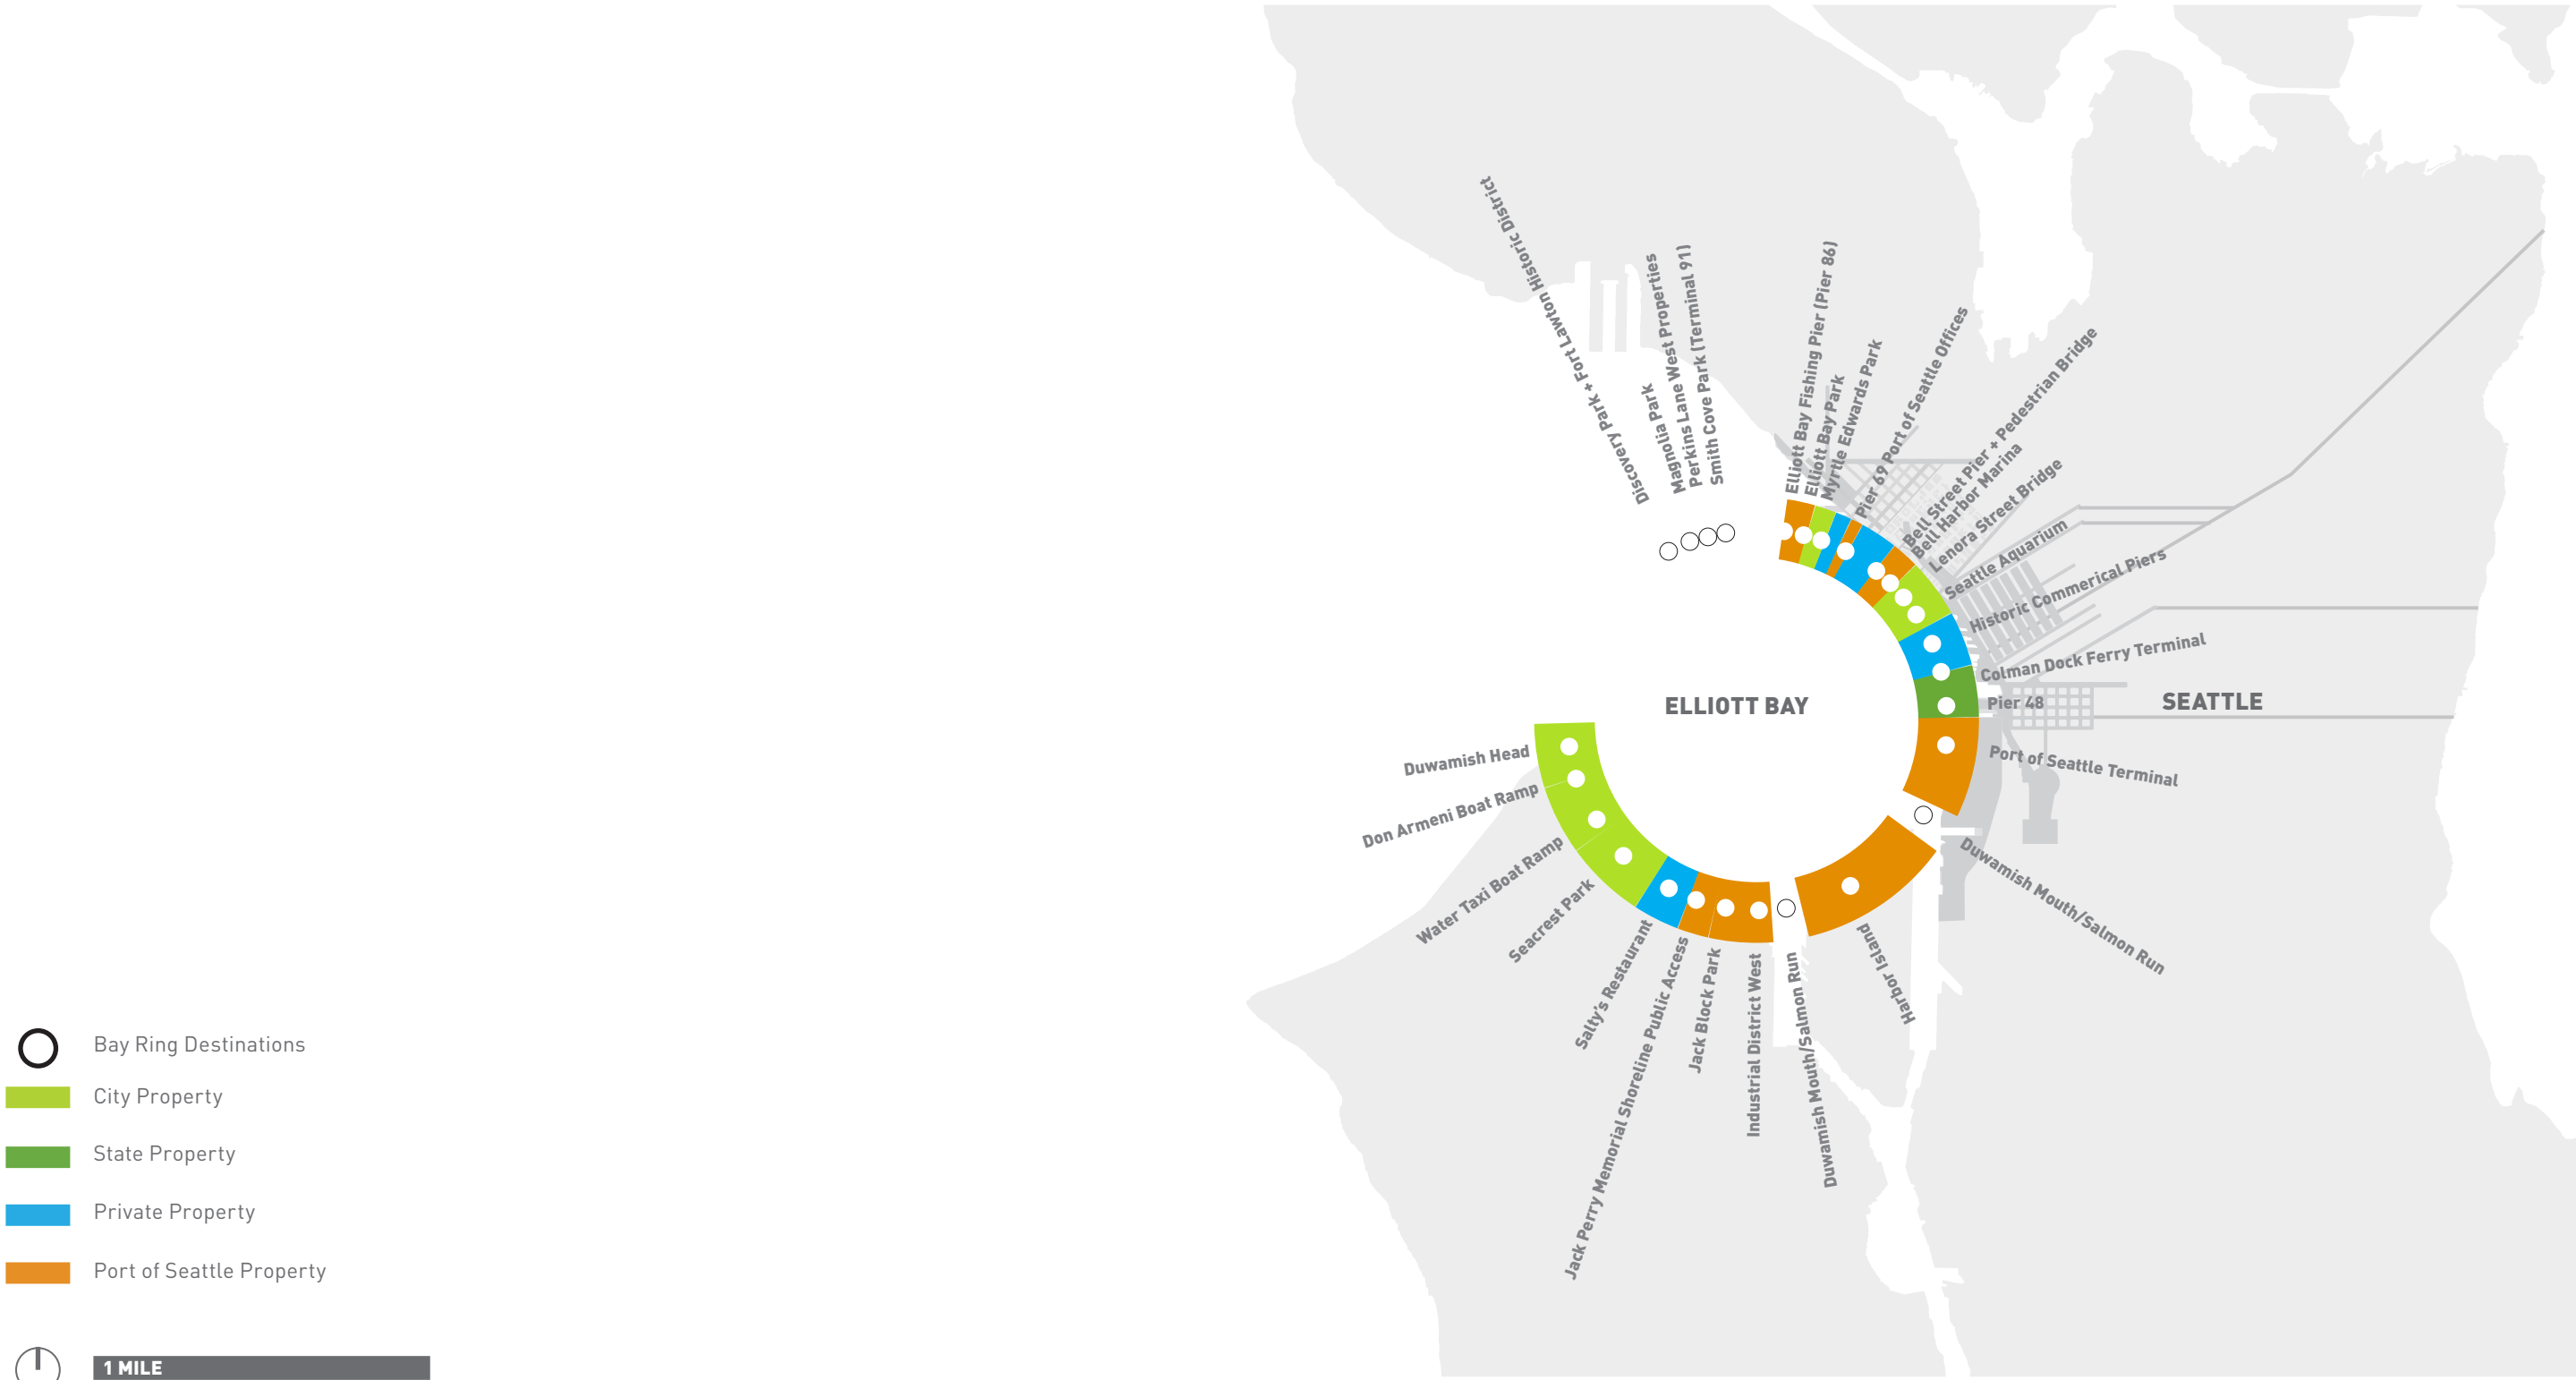 Discovery Park + Fort Lawton Historic District
Magnolia Park
Perkins Lane West Properties
Smith Cove Park (Terminal 91)
Elliott Bay Fishing Pier (Pier 86)
Elliott Bay Park
Myrtle Edwards Park
Pier 69 Port of Seattle Offices
Bell Street Pier + Pedestrian Bridge
Bell Harbor Marina
Lenora Street Bridge
Seattle Aquarium
Historic Commerical Piers
Colman Dock Ferry Terminal
Pier 48
SEATTLE
ELLIOTT BAY
Port of Seattle Terminal
Duwamish Mouth/Salmon Run
Harbor Island
Duwamish Mouth/Salmon Run
Industrial District West
Jack Block Park
Jack Perry Memorial Shoreline Public Access
Salty's Restaurant
Seacrest Park
Water Taxi Boat Ramp
Don Armeni Boat Ramp
Duwamish Head
Bay Ring Destinations
City Property
State Property
Private Property
Port of Seattle Property
1 MILE